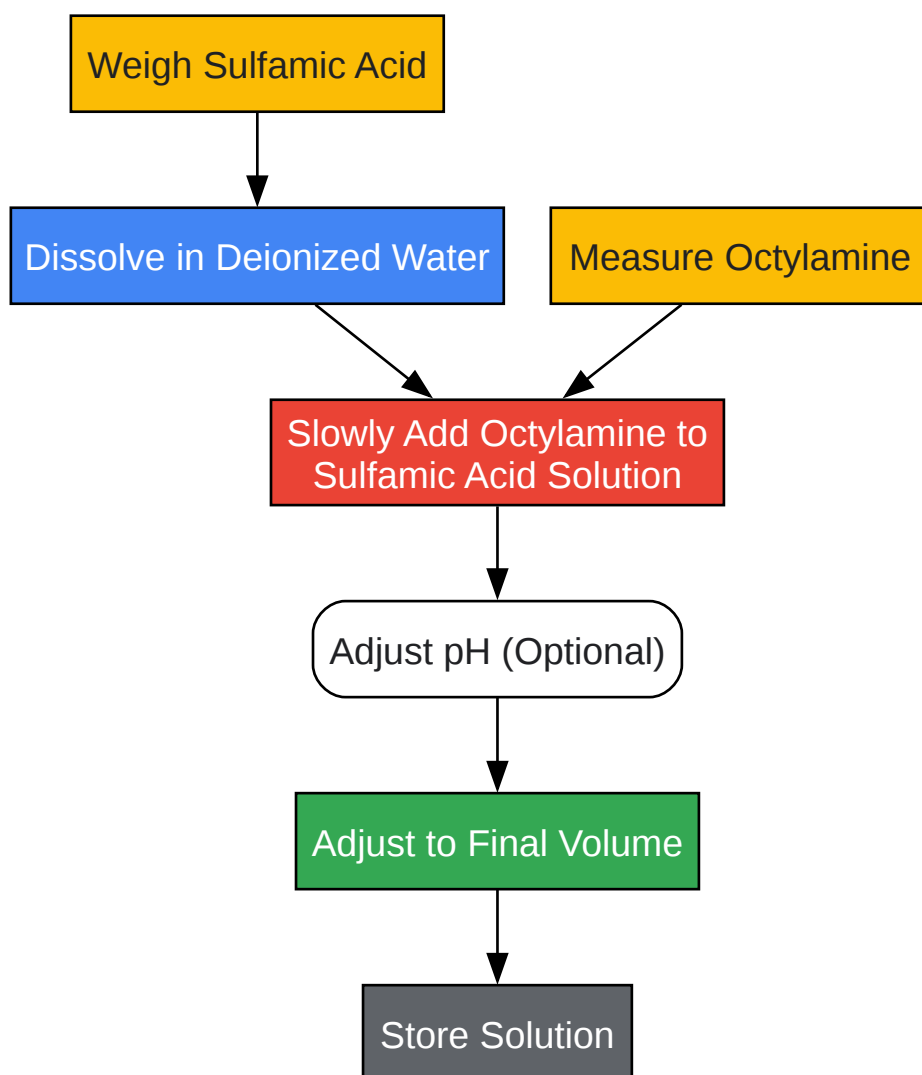 Weigh Sulfamic Acid
Dissolve in Deionized Water
Measure Octylamine
Slowly Add Octylamine to
Sulfamic Acid Solution
Adjust pH (Optional)
Adjust to Final Volume
Store Solution